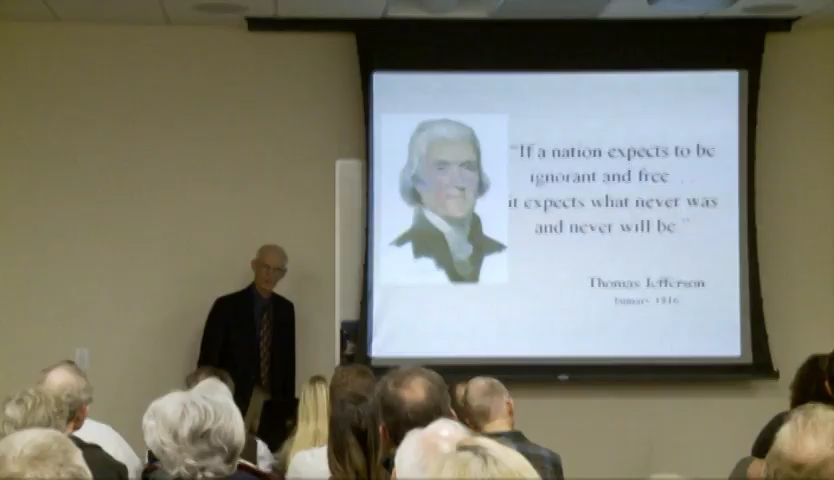 "If a nation expects to be
ignorant and free . .
it expects what never was
and never will be "
Thomas Jefferson
1816